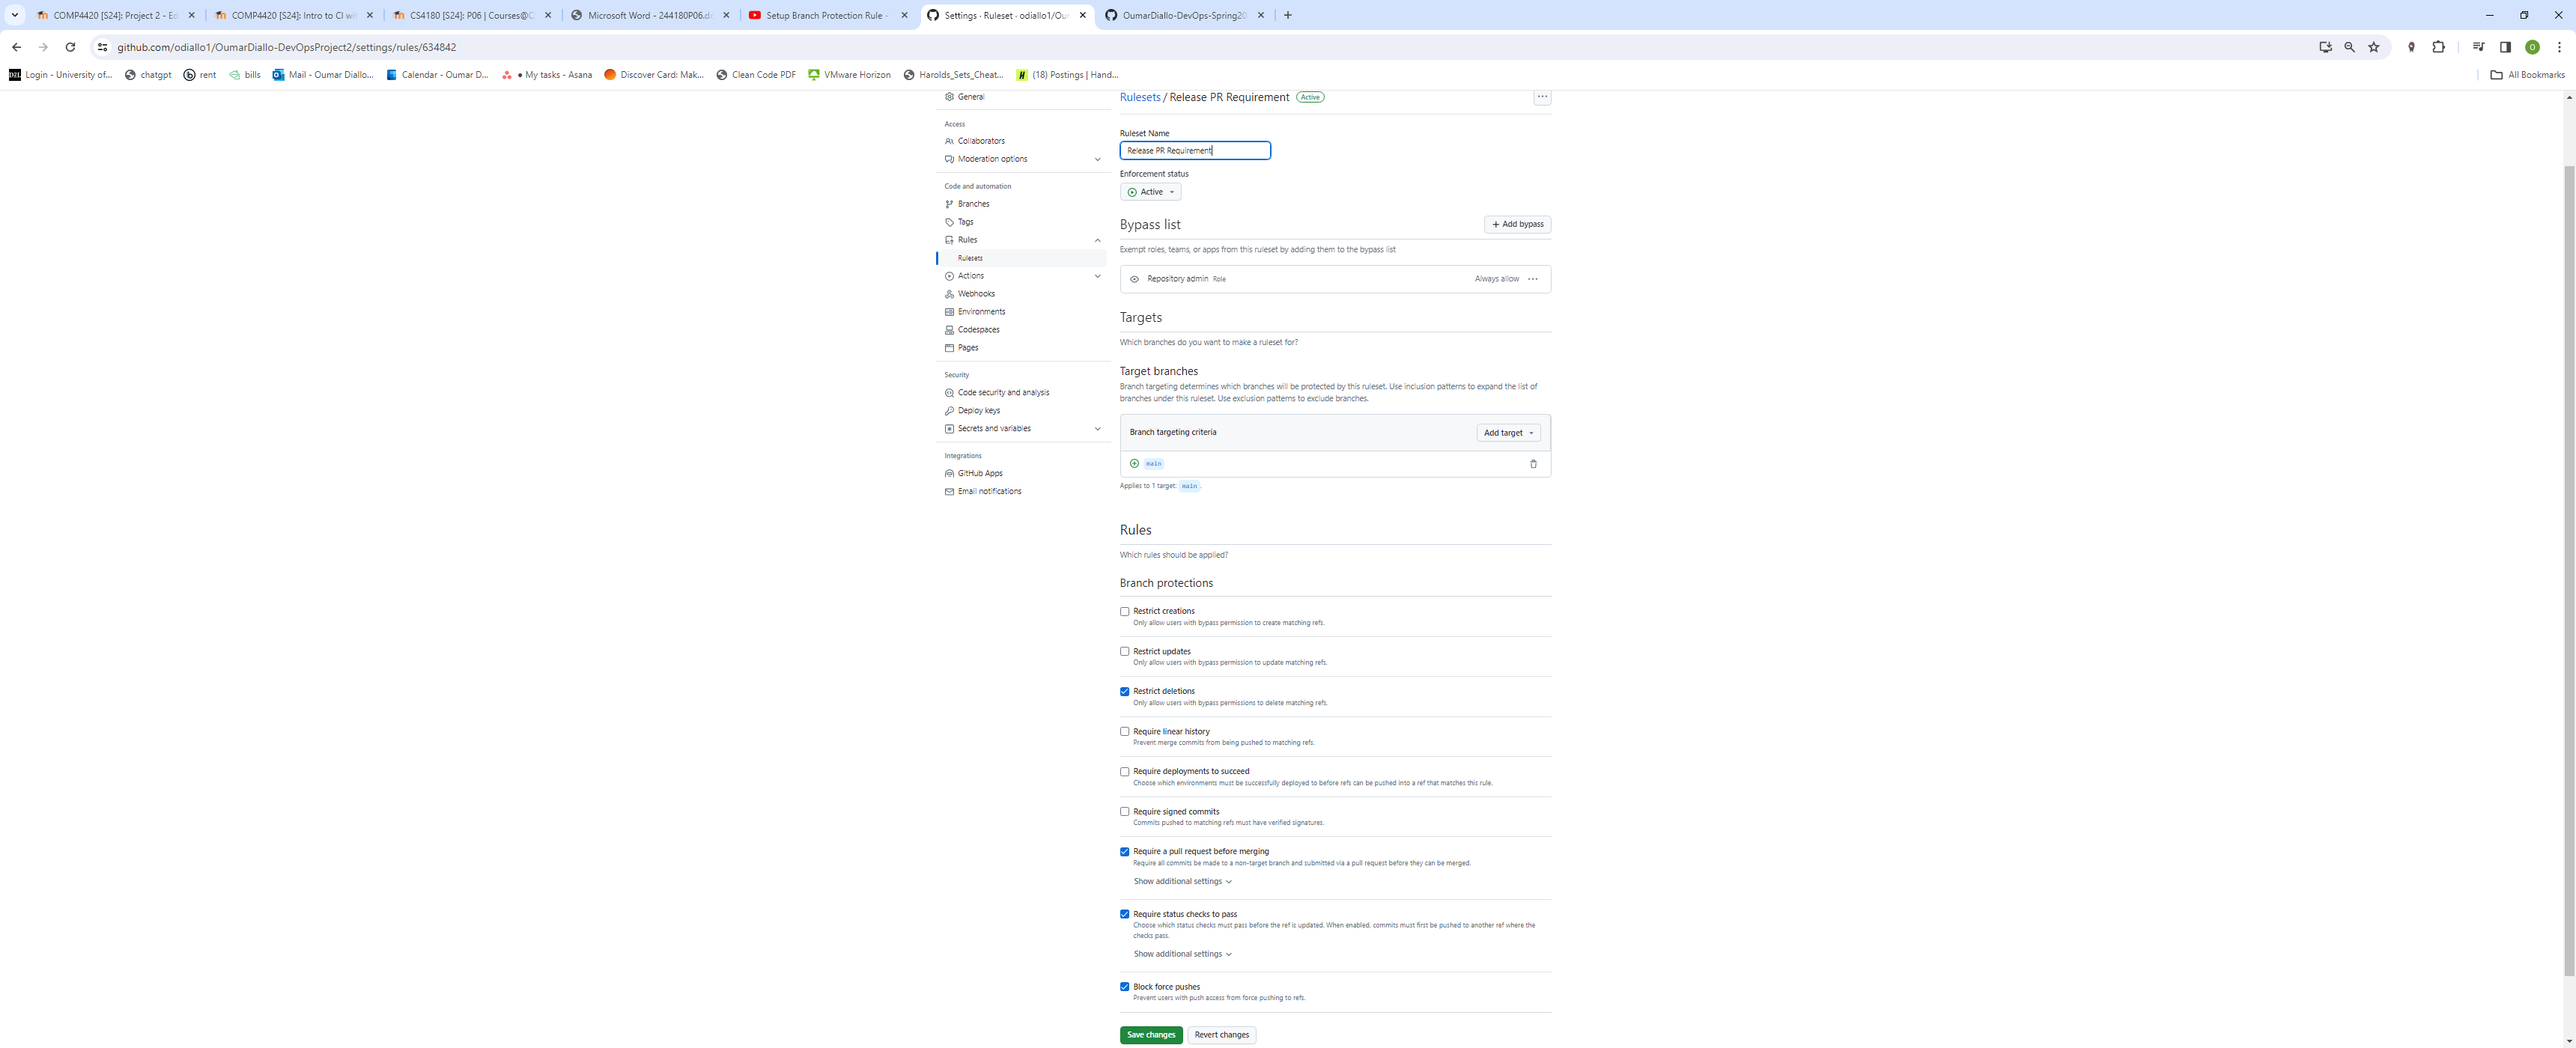 COMP4420 [S24]: Project 2 - Ed
COMP4420 [S24]: Intro to CI wi
CS4180 [S24]: P06 | Courses@C
Microsoft Word - 244180P06.d
Setup Branch Protection Rule -
Settings · Ruleset · odiallo1/Ou
OumarDiallo-DevOps-Spring20
github.com/odiallo1/OumarDiallo-DevOpsProject2/settings/rules/634842
O
D2L Login - University of...
chatgpt
rent
bills
Mail - Oumar Diallo...
Calendar - Oumar D...
● My tasks - Asana
Discover Card: Mak...
Clean Code PDF
VMware Horizon
Harolds_Sets_Cheat...
(18) Postings | Hand...
All Bookmarks
General
Access
Collaborators
Moderation options
Code and automation
Branches
Tags
Rules
Rulesets
Actions
Webhooks
Environments
Codespaces
Pages
Security
Code security and analysis
Deploy keys
Secrets and variables
Integrations
GitHub Apps
Email notifications
Rulesets / Release PR Requirement Active
Ruleset Name
Release PR Requirement
Enforcement status
Active
Bypass list
+ Add bypass
Exempt roles, teams, or apps from this ruleset by adding them to the bypass list
Repository admin Role Always allow ...
Targets
Which branches do you want to make a ruleset for?
Target branches
Branch targeting determines which branches will be protected by this ruleset. Use inclusion patterns to expand the list of
branches under this ruleset. Use exclusion patterns to exclude branches.
Branch targeting criteria
Add target
main
Applies to 1 target: main .
Rules
Which rules should be applied?
Branch protections
Restrict creations
Only allow users with bypass permission to create matching refs.
Restrict updates
Only allow users with bypass permission to update matching refs.
Restrict deletions
Only allow users with bypass permissions to delete matching refs.
Require linear history
Prevent merge commits from being pushed to matching refs.
Require deployments to succeed
Choose which environments must be successfully deployed to before refs can be pushed into a ref that matches this rule.
Require signed commits
Commits pushed to matching refs must have verified signatures.
Require a pull request before merging
Require all commits be made to a non-target branch and submitted via a pull request before they can be merged.
Show additional settings
Require status checks to pass
Choose which status checks must pass before the ref is updated. When enabled, commits must first be pushed to another ref where the
checks pass.
Show additional settings
Block force pushes
Prevent users with push access from force pushing to refs.
Save changes
Revert changes